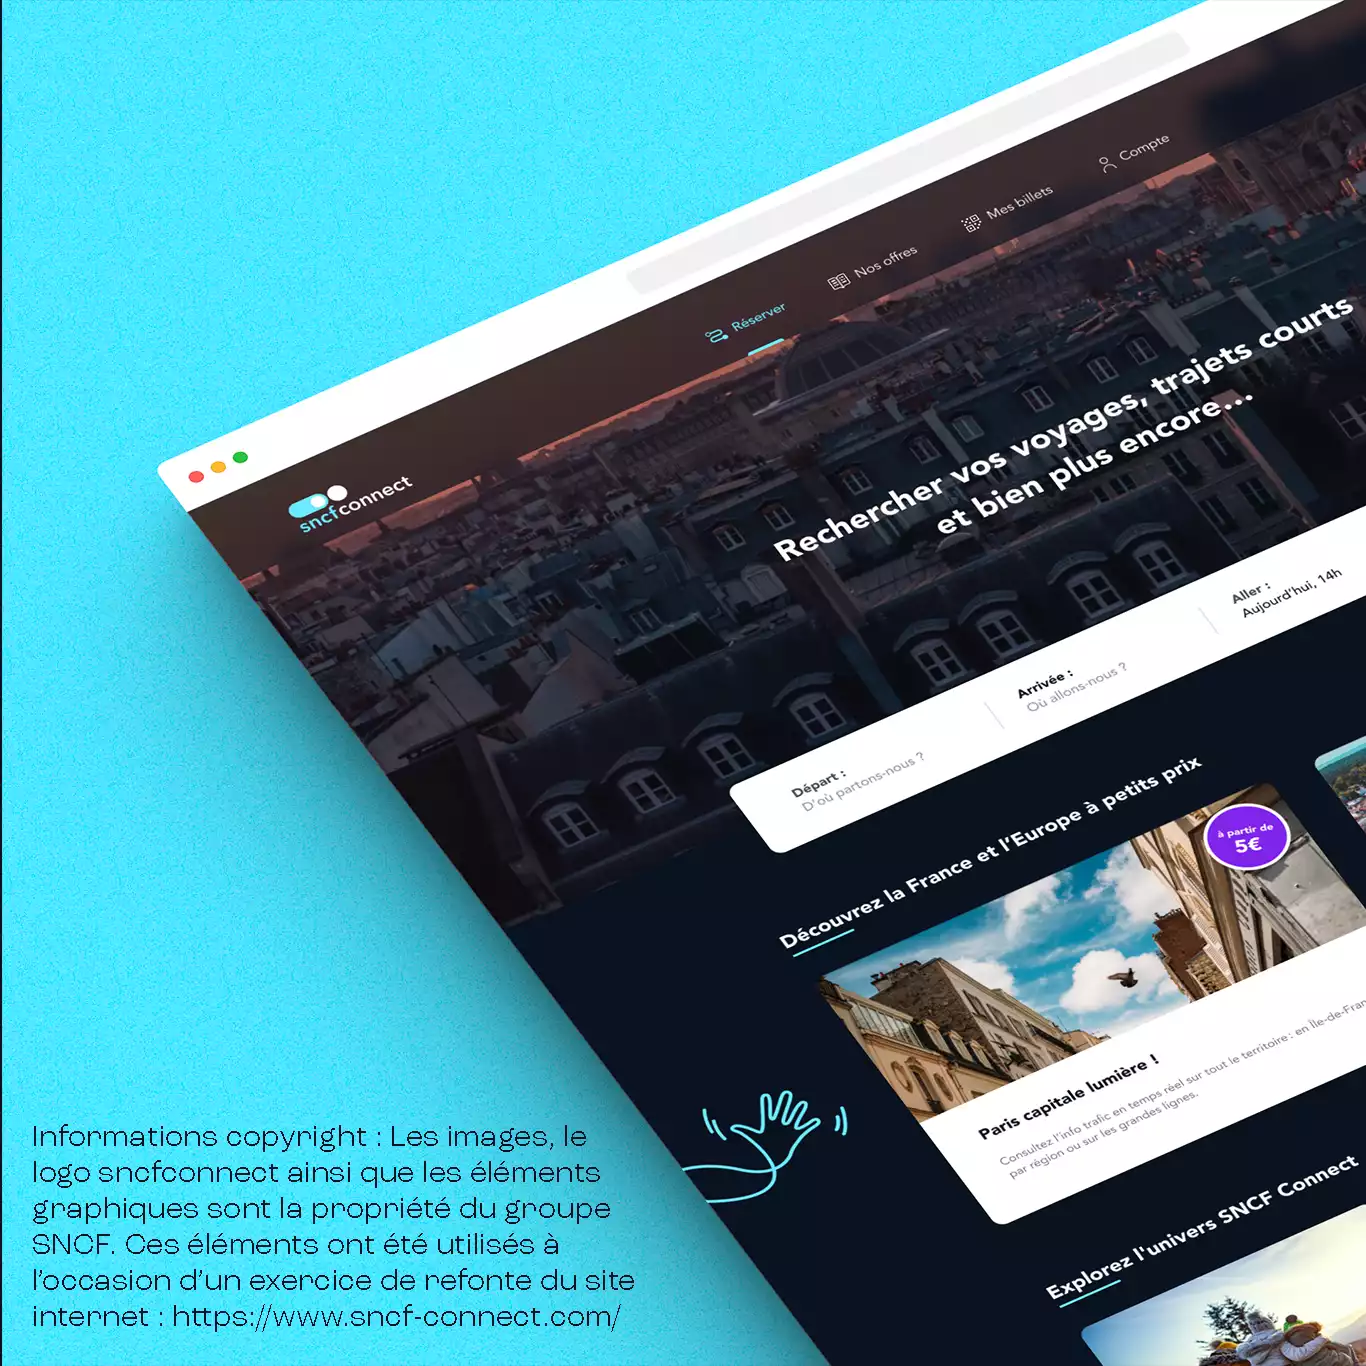 Compte
Mes billets
Nos offres
Réserver
sncfconnect
Rechercher vos voyages, trajets courts
et bien plus encore...
Aller :
Aujourd'hui, 14h
Arrivée :
Où allons-nous ?
Départ :
D'où partons-nous ?
Découvrez la France et l'Europe à petits prix
à partir de
5€
Paris capitale lumière !
Consultez l'info trafic en temps réel sur tout le territoire : en Île-de-Fran
par région ou sur les grandes lignes.
Explorez l'univers SNCF Connect
Informations copyright : Les images, le
logo sncfconnect ainsi que les éléments
graphiques sont la propriété du groupe
SNCF. Ces éléments ont été utilisés à
l'occasion d'un exercice de refonte du site
internet : https://www.sncf-connect.com/